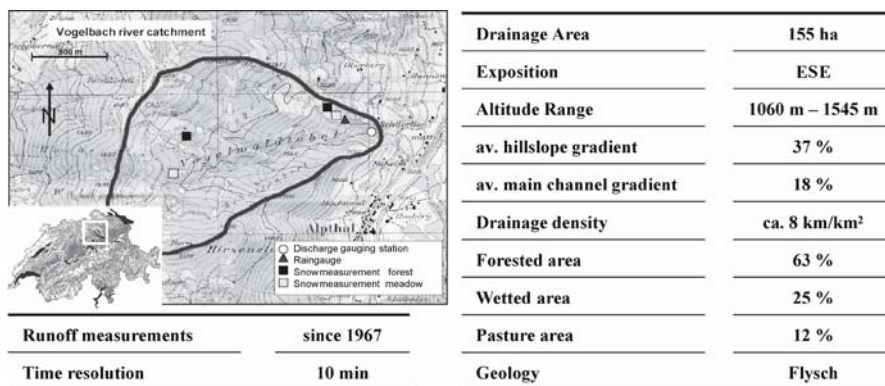 Vogelbach river catchment
500 m
N
Vogelwaldtobel
Alpthal
Discharge gauging station
Raingauge
Snowmeasurement forest
Snowmeasurement meadow
Runoff measurements since 1967
Time resolution 10 min
Drainage Area 155 ha
Exposition ESE
Altitude Range 1060 m – 1545 m
av. hillslope gradient 37 %
av. main channel gradient 18 %
Drainage density ca. 8 km/km²
Forested area 63 %
Wetted area 25 %
Pasture area 12 %
Geology Flysch